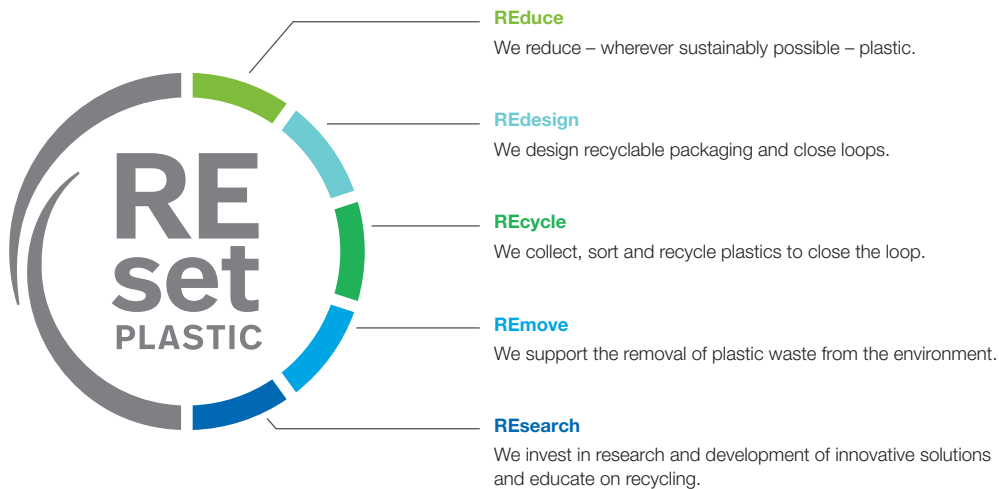 RE
set
PLASTIC
REduce
We reduce – wherever sustainably possible – plastic.
REdesign
We design recyclable packaging and close loops.
REcycle
We collect, sort and recycle plastics to close the loop.
REmove
We support the removal of plastic waste from the environment.
REsearch
We invest in research and development of innovative solutions
and educate on recycling.